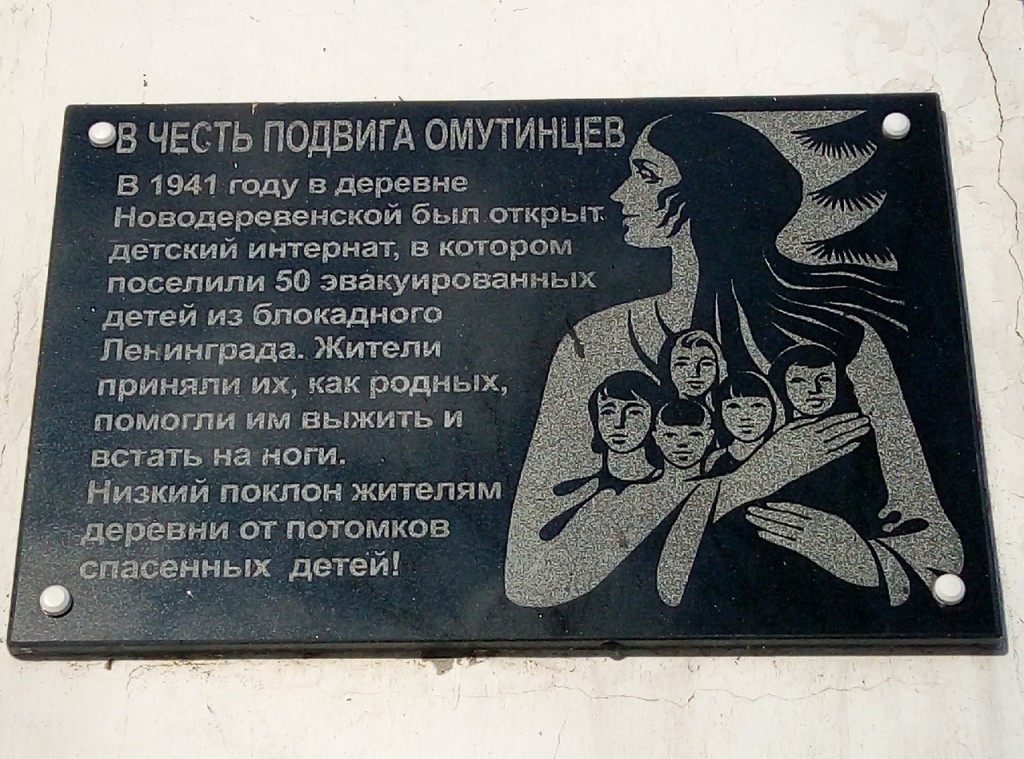 В ЧЕСТЬ ПОДВИГА ОМУТИНЦЕВ
В 1941 году в деревне
Новодеревенской был открыт
детский интернат, в котором
поселили 50 эвакуированных
детей из блокадного
Ленинграда. Жители
приняли их, как родных,
помогли им выжить и
встать на ноги.
Низкий поклон жителям
деревни от потомков
спасенных детей!